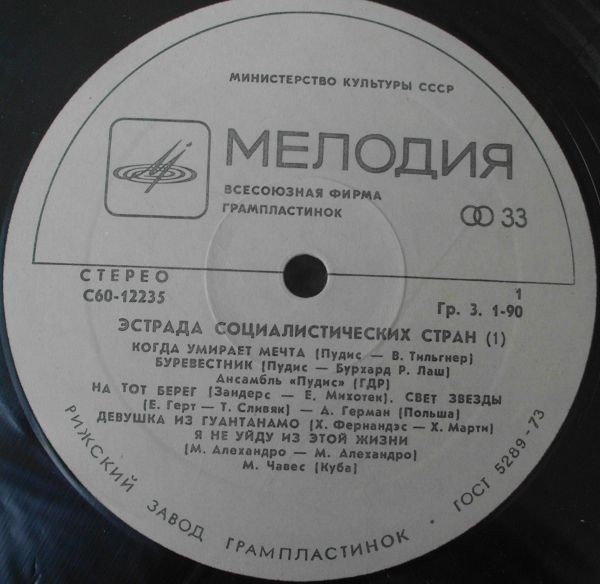 МИНИСТЕРСТВО КУЛЬТУРЫ СССР
МЕЛОДИЯ
ВСЕСОЮЗНАЯ ФИРМА
ГРАМПЛАСТИНОК
33
СТЕРЕО
С60-12235
1
Гр. 3. 1-90
ЭСТРАДА СОЦИАЛИСТИЧЕСКИХ СТРАН (1)
КОГДА УМИРАЕТ МЕЧТА (Пудис — В. Тильгнер)
БУРЕВЕСТНИК (Пудис — Бурхард Р. Лаш)
Ансамбль «Пудис» (ГДР)
НА ТОТ БЕРЕГ (Зандерс — Е. Михотек). СВЕТ ЗВЕЗДЫ
(Е. Герт — Т. Сливяк) — А. Герман (Польша)
ДЕВУШКА ИЗ ГУАНТАНАМО (Х. Фернандэс — Х. Марти)
Я НЕ УЙДУ ИЗ ЭТОЙ ЖИЗНИ
(М. Алехандро — М. Алехандро)
М. Чавес (Куба)
РИЖСКИЙ ЗАВОД ГРАМПЛАСТИНОК • ГОСТ 5289-73